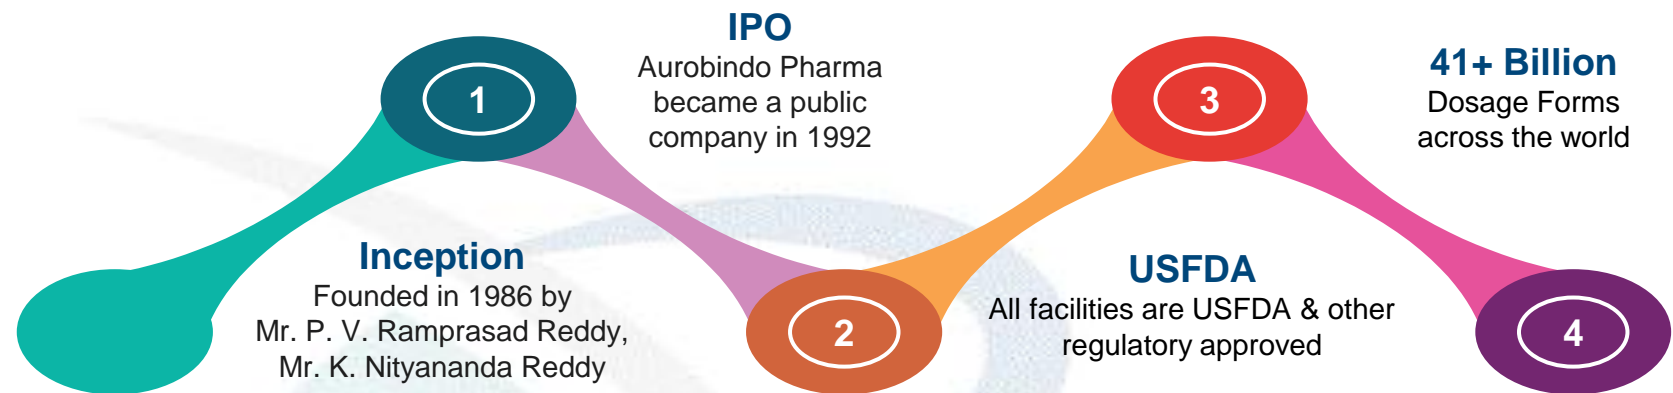 1
Inception
Founded in 1986 by
Mr. P. V. Ramprasad Reddy,
Mr. K. Nityananda Reddy
IPO
Aurobindo Pharma
became a public
company in 1992
2
3
USFDA
All facilities are USFDA & other
regulatory approved
41+ Billion
Dosage Forms
across the world
4